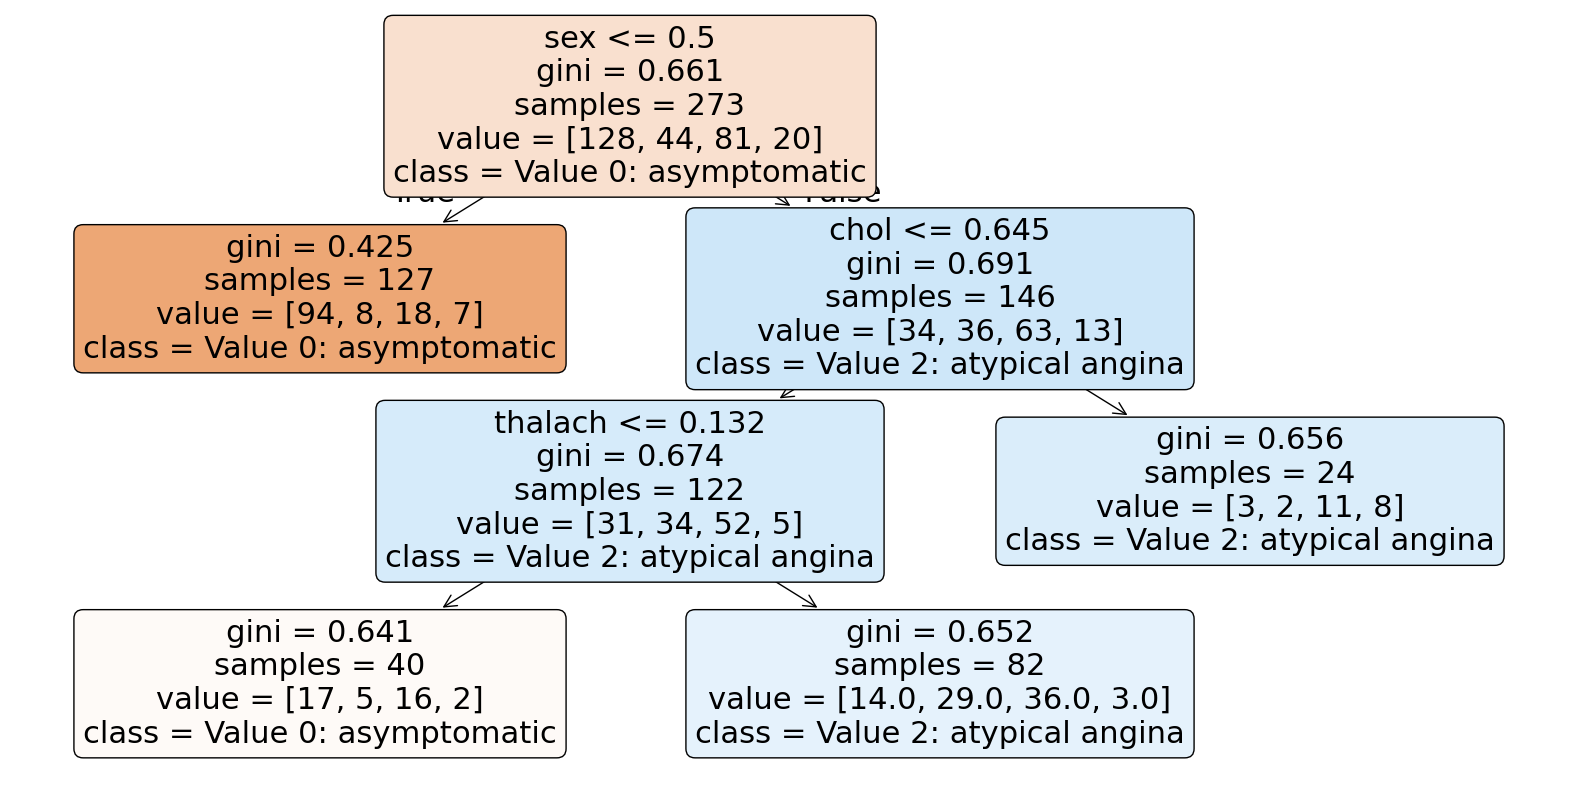 sex <= 0.5
gini = 0.661
samples = 273
value = [128, 44, 81, 20]
class = Value 0: asymptomatic
True
False
gini = 0.425
samples = 127
value = [94, 8, 18, 7]
class = Value 0: asymptomatic
chol <= 0.645
gini = 0.691
samples = 146
value = [34, 36, 63, 13]
class = Value 2: atypical angina
thalach <= 0.132
gini = 0.674
samples = 122
value = [31, 34, 52, 5]
class = Value 2: atypical angina
gini = 0.656
samples = 24
value = [3, 2, 11, 8]
class = Value 2: atypical angina
gini = 0.641
samples = 40
value = [17, 5, 16, 2]
class = Value 0: asymptomatic
gini = 0.652
samples = 82
value = [14.0, 29.0, 36.0, 3.0]
class = Value 2: atypical angina